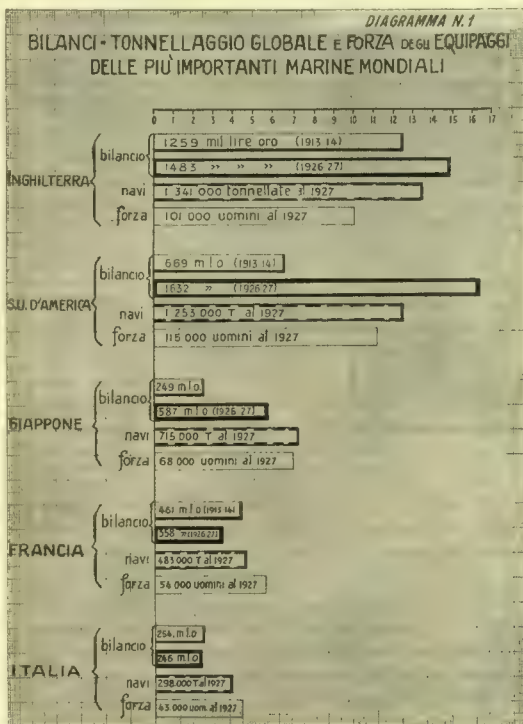 DIAGRAMMA N.1
BILANCI - TONNELLAGGIO GLOBALE E FORZA DEGLI EQUIPAGGI
DELLE PIÙ IMPORTANTI MARINE MONDIALI
0 1 2 3 4 5 6 7 8 9 10 11 12 13 14 15 16 17
INGHILTERRA
bilancio
1259 mil lire oro (1913 14)
1483 » » » (1926 27)
navi 1 341 000 tonnellate al 1927
forza 101 000 uomini al 1927
S.U. D'AMERICA
bilancio
669 m l o (1913 14)
1632 » (1926 27)
navi 1 253 000 T al 1927
forza 115 000 uomini al 1927
GIAPPONE
bilancio
249 m l o.
587 m l o (1926 27)
navi 715 000 T al 1927
forza 68 000 uomini al 1927
FRANCIA
bilancio
461 m l o (1913 14)
358 » (1926 27)
navi 483 000 T al 1927
forza 54 000 uomini al 1927
ITALIA
bilancio
254 m l o
246 m l o
navi 298.000 T al 1927
forza 43 000 uom. al 1927